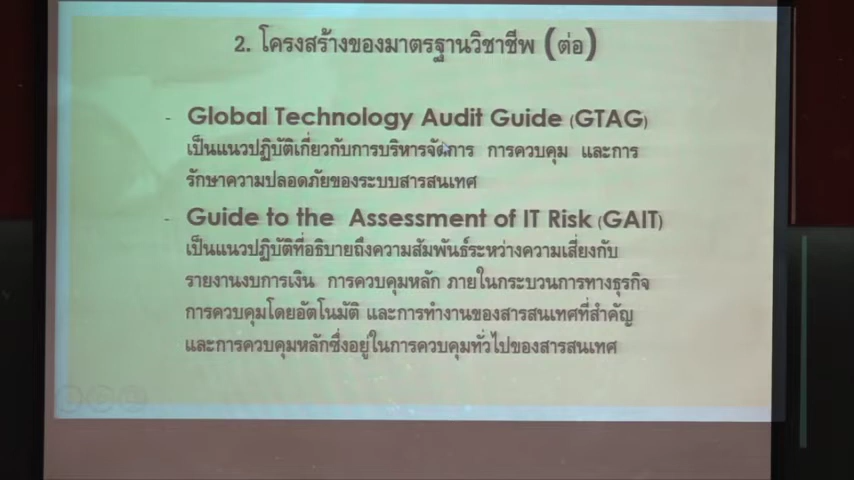 2. โครงสร้างของมาตรฐานวิชาชีพ (ต่อ)
- Global Technology Audit Guide (GTAG)
เป็นแนวปฏิบัติเกี่ยวกับการบริหารจัดการ การควบคุม และการ
รักษาความปลอดภัยของระบบสารสนเทศ
- Guide to the Assessment of IT Risk (GAIT)
เป็นแนวปฏิบัติที่อธิบายถึงความสัมพันธ์ระหว่างความเสี่ยงกับ
รายงานงบการเงิน การควบคุมหลัก ภายในกระบวนการทางธุรกิจ
การควบคุมโดยอัตโนมัติ และการทำงานของสารสนเทศที่สำคัญ
และการควบคุมหลักซึ่งอยู่ในการควบคุมทั่วไปของสารสนเทศ